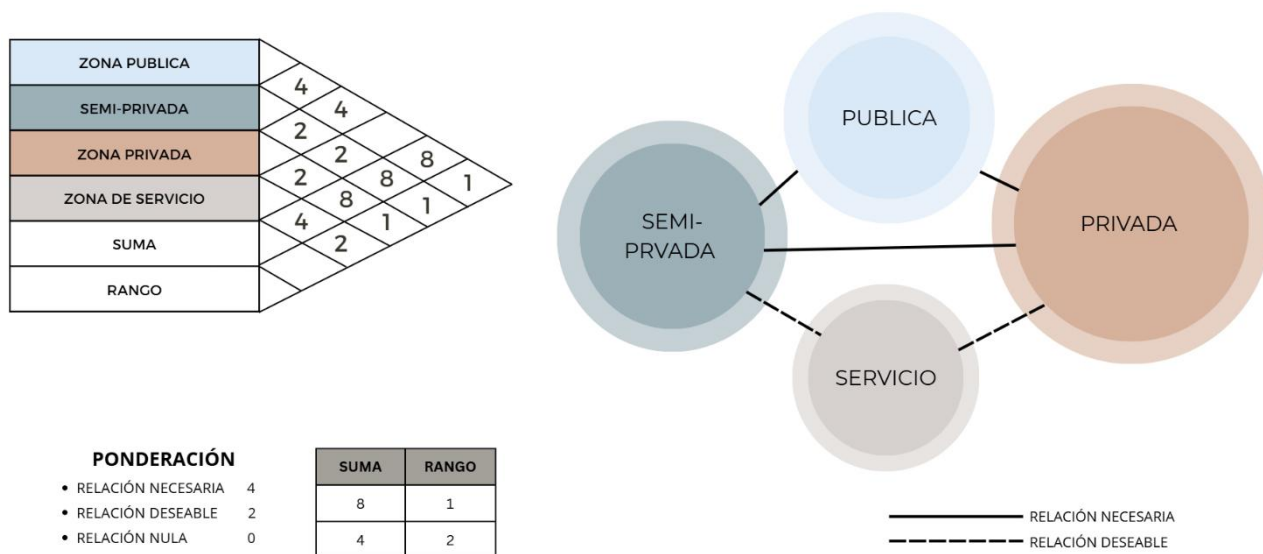 ZONA PUBLICA
SEMI-PRIVADA
ZONA PRIVADA
ZONA DE SERVICIO
SUMA
RANGO
4
4
2
8
2
1
2
8
8
1
4
1
2
PUBLICA
SEMI-
PRVADA
PRIVADA
SERVICIO
PONDERACIÓN
• RELACIÓN NECESARIA 4
• RELACIÓN DESEABLE 2
• RELACIÓN NULA 0
SUMA RANGO
8 1
4 2
RELACIÓN NECESARIA
RELACIÓN DESEABLE